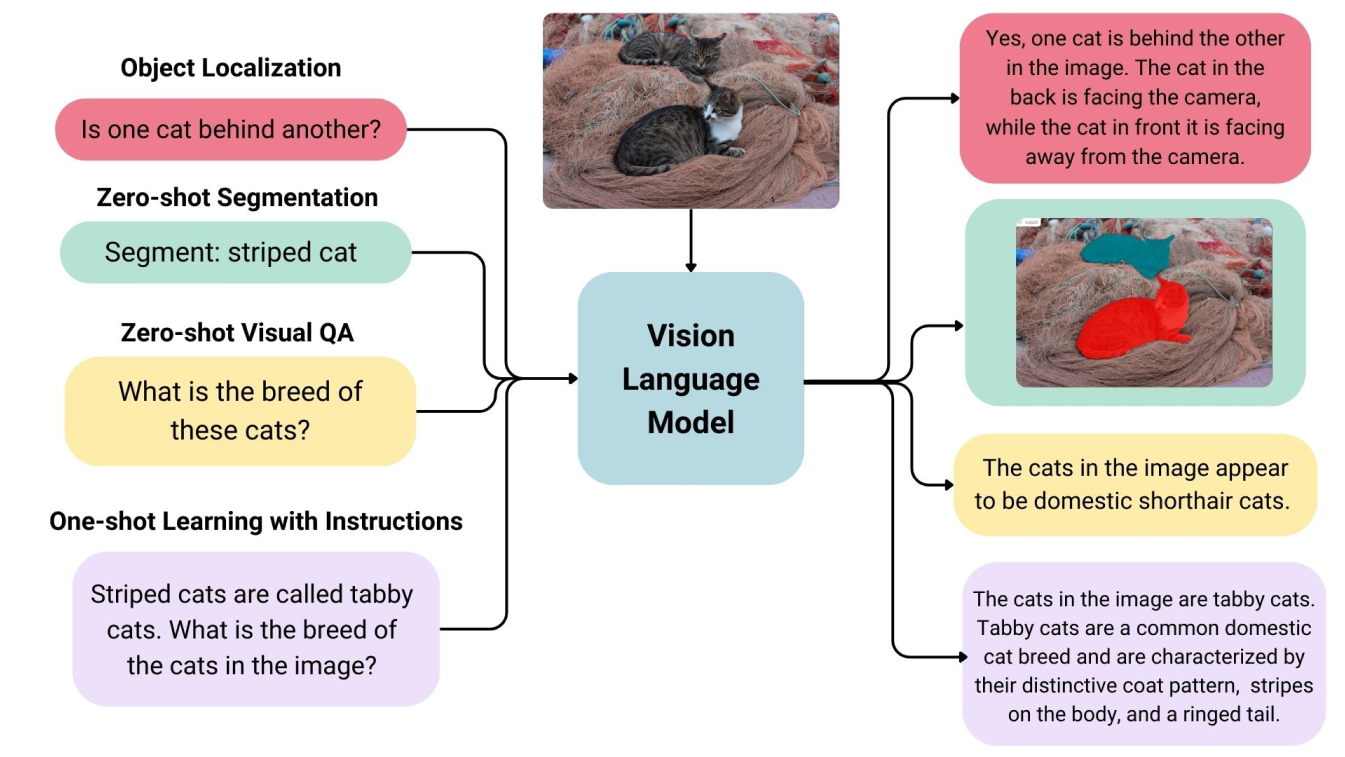 Object Localization
Is one cat behind another?
Zero-shot Segmentation
Segment: striped cat
Zero-shot Visual QA
What is the breed of
these cats?
One-shot Learning with Instructions
Striped cats are called tabby
cats. What is the breed of
the cats in the image?
Vision
Language
Model
Yes, one cat is behind the other
in the image. The cat in the
back is facing the camera,
while the cat in front it is facing
away from the camera.
The cats in the image appear
to be domestic shorthair cats.
The cats in the image are tabby cats.
Tabby cats are a common domestic
cat breed and are characterized by
their distinctive coat pattern, stripes
on the body, and a ringed tail.